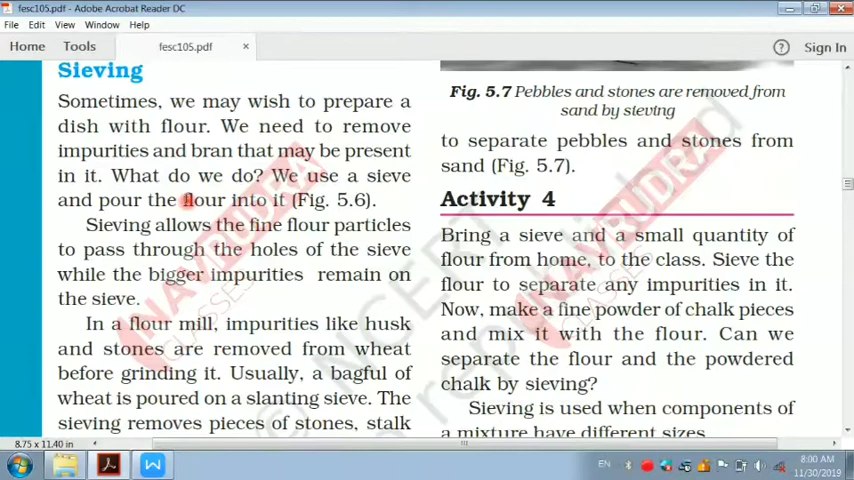 fesc105.pdf - Adobe Acrobat Reader DC
File Edit View Window Help
Home Tools fesc105.pdf × ? Sign In
Sieving
Sometimes, we may wish to prepare a
dish with flour. We need to remove
impurities and bran that may be present
in it. What do we do? We use a sieve
and pour the flour into it (Fig. 5.6).
Sieving allows the fine flour particles
to pass through the holes of the sieve
while the bigger impurities remain on
the sieve.
In a flour mill, impurities like husk
and stones are removed from wheat
before grinding it. Usually, a bagful of
wheat is poured on a slanting sieve. The
sieving removes pieces of stones, stalk
Fig. 5.7 Pebbles and stones are removed from
sand by sieving
to separate pebbles and stones from
sand (Fig. 5.7).
Activity 4
Bring a sieve and a small quantity of
flour from home, to the class. Sieve the
flour to separate any impurities in it.
Now, make a fine powder of chalk pieces
and mix it with the flour. Can we
separate the flour and the powdered
chalk by sieving?
Sieving is used when components of
a mixture have different sizes.
NAVRUDRA
CLASSES
NAVRUDRA
CLASSES
© NCERT
8.75 x 11.40 in
EN
8:00 AM
11/30/2019